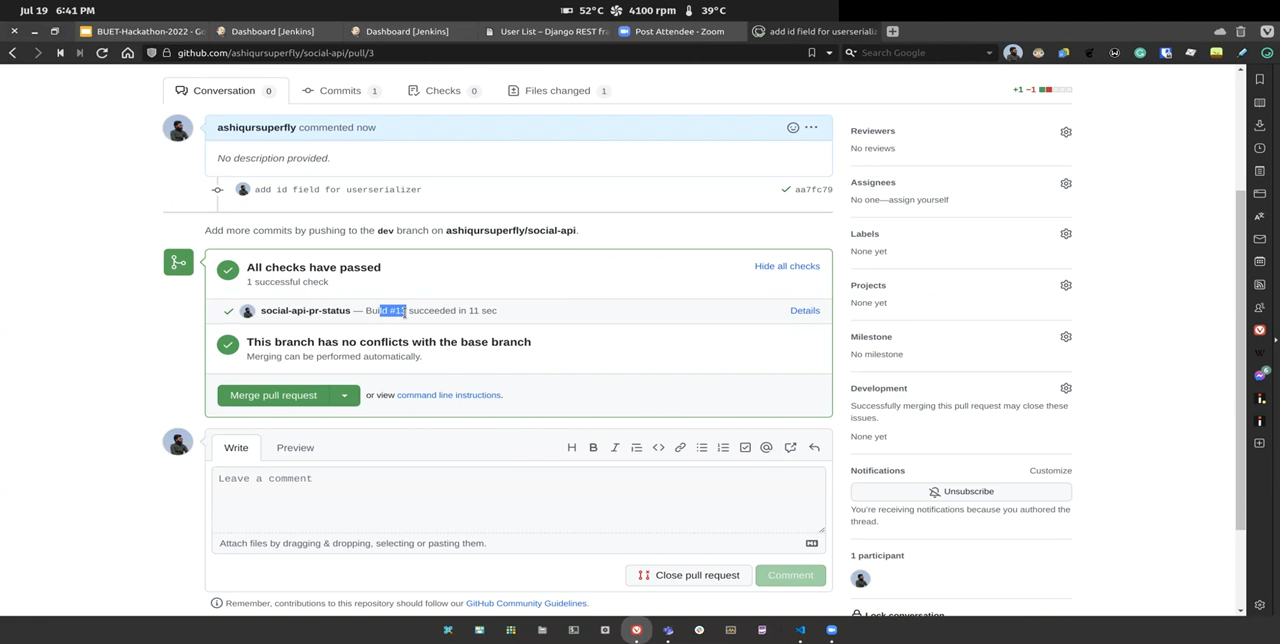 Jul 19 6:41 PM
52°C 4100 rpm 39°C
BUET-Hackathon-2022 - Go
Dashboard [Jenkins]
Dashboard [Jenkins]
User List – Django REST fra
Post Attendee - Zoom
add id field for userserializ
github.com/ashiqursuperfly/social-api/pull/3
Search Google
Conversation 0
Commits 1
Checks 0
Files changed 1
+1 −1
ashiqursuperfly commented now
No description provided.
add id field for userserializer
aa7fc79
Add more commits by pushing to the dev branch on ashiqursuperfly/social-api.
All checks have passed
1 successful check
Hide all checks
social-api-pr-status — Build #13 succeeded in 11 sec
Details
This branch has no conflicts with the base branch
Merging can be performed automatically.
Merge pull request
or view command line instructions.
Write
Preview
Leave a comment
Attach files by dragging & dropping, selecting or pasting them.
Close pull request
Comment
Remember, contributions to this repository should follow our GitHub Community Guidelines.
Reviewers
No reviews
Assignees
No one—assign yourself
Labels
None yet
Projects
None yet
Milestone
No milestone
Development
Successfully merging this pull request may close these
issues.
None yet
Notifications
Customize
Unsubscribe
You're receiving notifications because you authored the
thread.
1 participant
Lock conversation